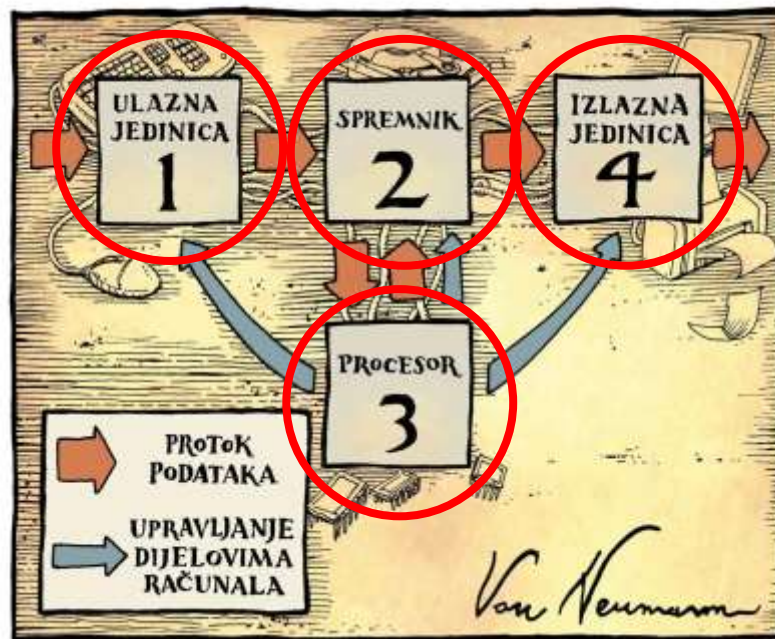 ULAZNA
JEDINICA
1
SPREMNIK
2
IZLAZNA
JEDINICA
4
PROCESOR
3
PROTOK
PODATAKA
UPRAVLJANJE
DIJELOVIMA
RAČUNALA
Von Neumann